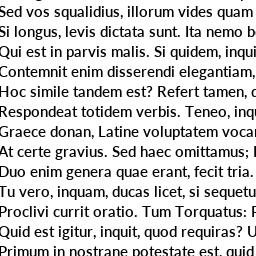 Sed vos squalidius, illorum vides quam
Si longus, levis dictata sunt. Ita nemo
Qui est in parvis malis. Si quidem, inqui
Contemnit enim disserendi elegantiam,
Hoc simile tandem est? Refert tamen,
Respondeat totidem verbis. Teneo, inqu
Graece donan, Latine voluptatem vocan
At certe gravius. Sed haec omittamus;
Duo enim genera quae erant, fecit tria.
Tu vero, inquam, ducas licet, si sequetu
Proclivi currit oratio. Tum Torquatus:
Quid est igitur, inquit, quod requiras?
Primum in nostrane potestate est, quid